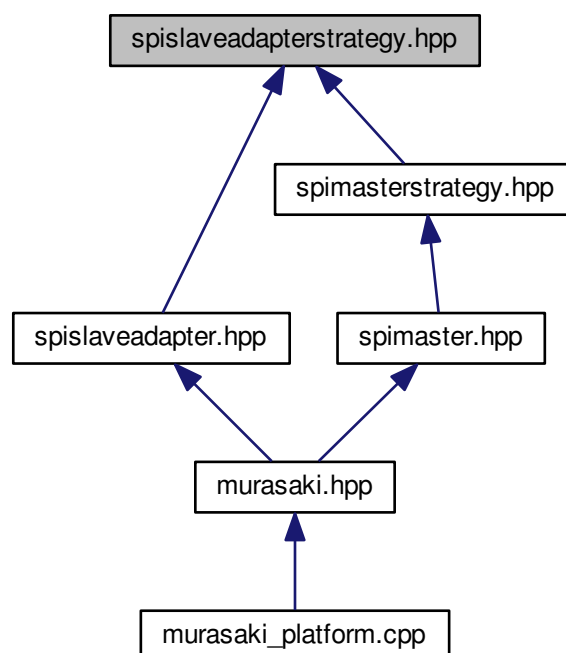 spislaveadapterstrategy.hpp
spimasterstrategy.hpp
spislaveadapter.hpp
spimaster.hpp
murasaki.hpp
murasaki_platform.cpp